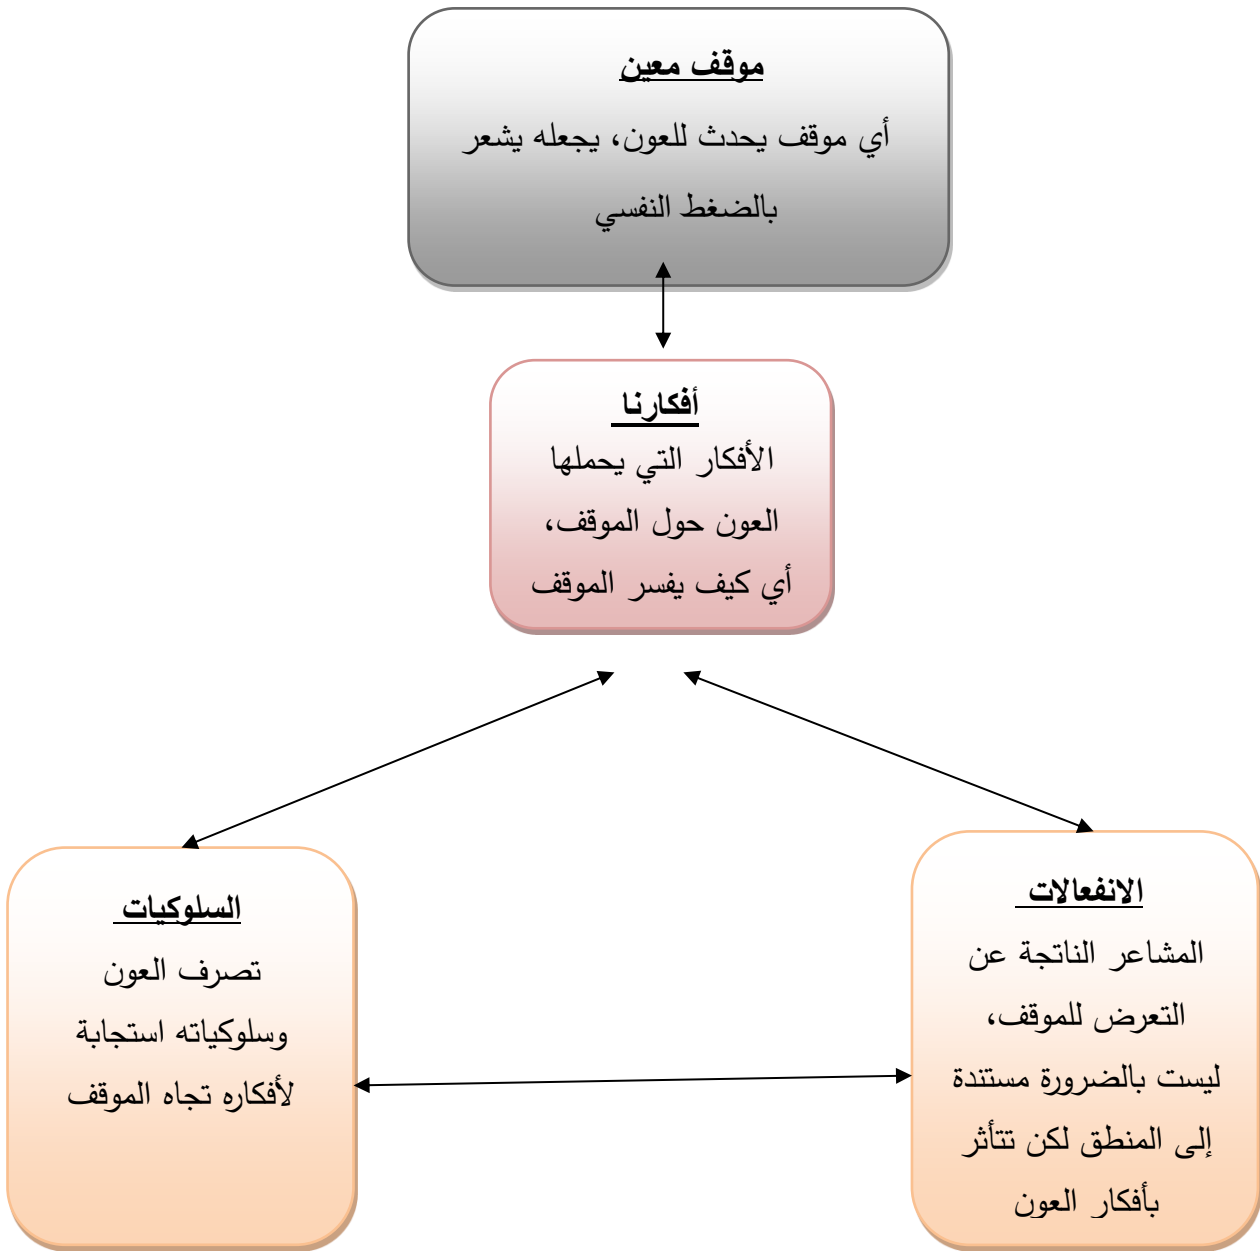 موقف معين
أي موقف يحدث للعون، يجعله يشعر
بالضغط النفسي
أفكارنا
الأفكار التي يحملها
العون حول الموقف،
أي كيف يفسر الموقف
الانفعالات
المشاعر الناتجة عن
التعرض للموقف،
ليست بالضرورة مستندة
إلى المنطق لكن تتأثر
بأفكار العون
السلوكيات
تصرف العون
وسلوكياته استجابة
لأفكاره تجاه الموقف